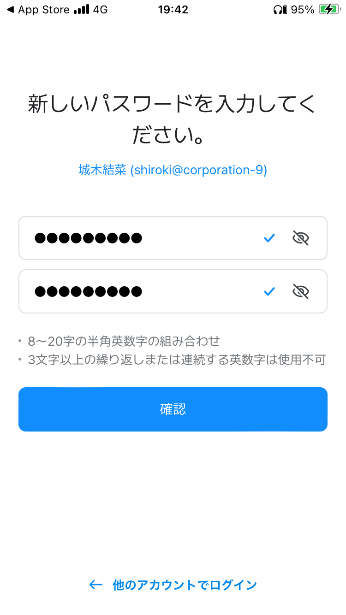 ◀ App Store 4G 19:42 95%
新しいパスワードを入力してく
ださい。
城木結菜 (shiroki@corporation-9)
●●●●●●●●●
●●●●●●●●●
• 8〜20字の半角英数字の組み合わせ
• 3文字以上の繰り返しまたは連続する英数字は使用不可
確認
← 他のアカウントでログイン